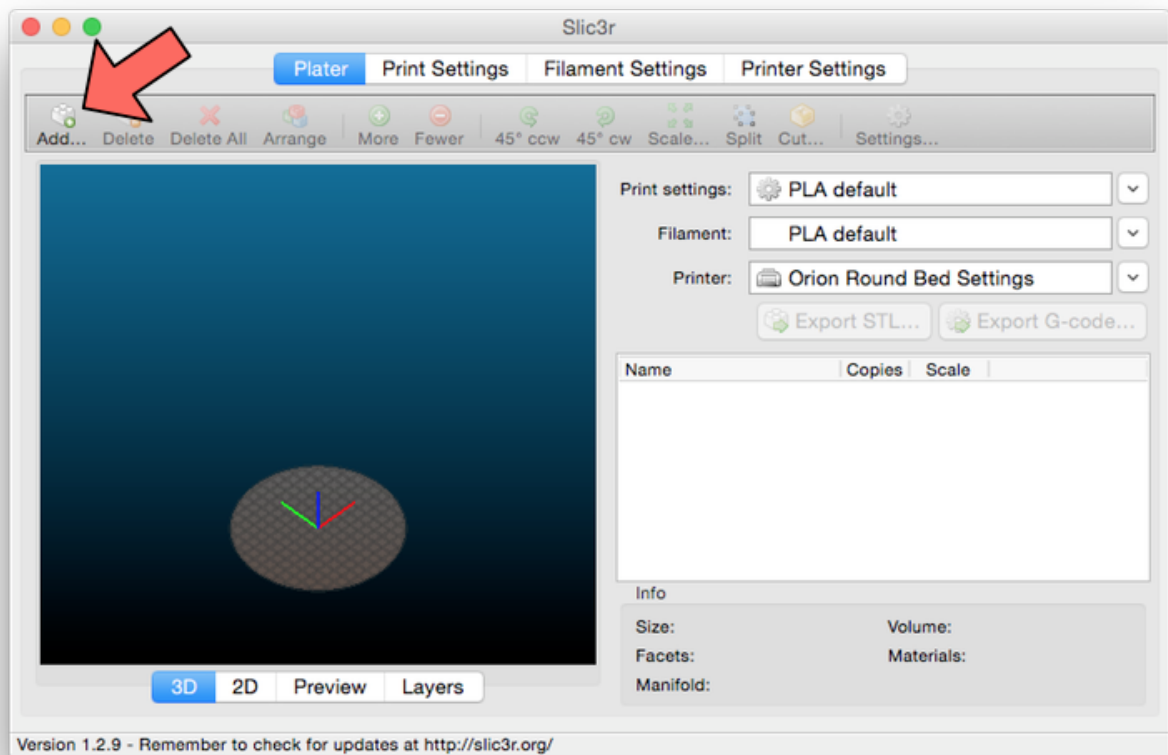 Slic3r
Plater Print Settings Filament Settings Printer Settings
Add... Delete Delete All Arrange More Fewer 45° ccw 45° cw Scale... Split Cut... Settings...
Print settings: PLA default
Filament: PLA default
Printer: Orion Round Bed Settings
Export STL... Export G-code...
Name Copies Scale
Info
Size: Volume:
Facets: Materials:
Manifold:
3D 2D Preview Layers
Version 1.2.9 - Remember to check for updates at http://slic3r.org/